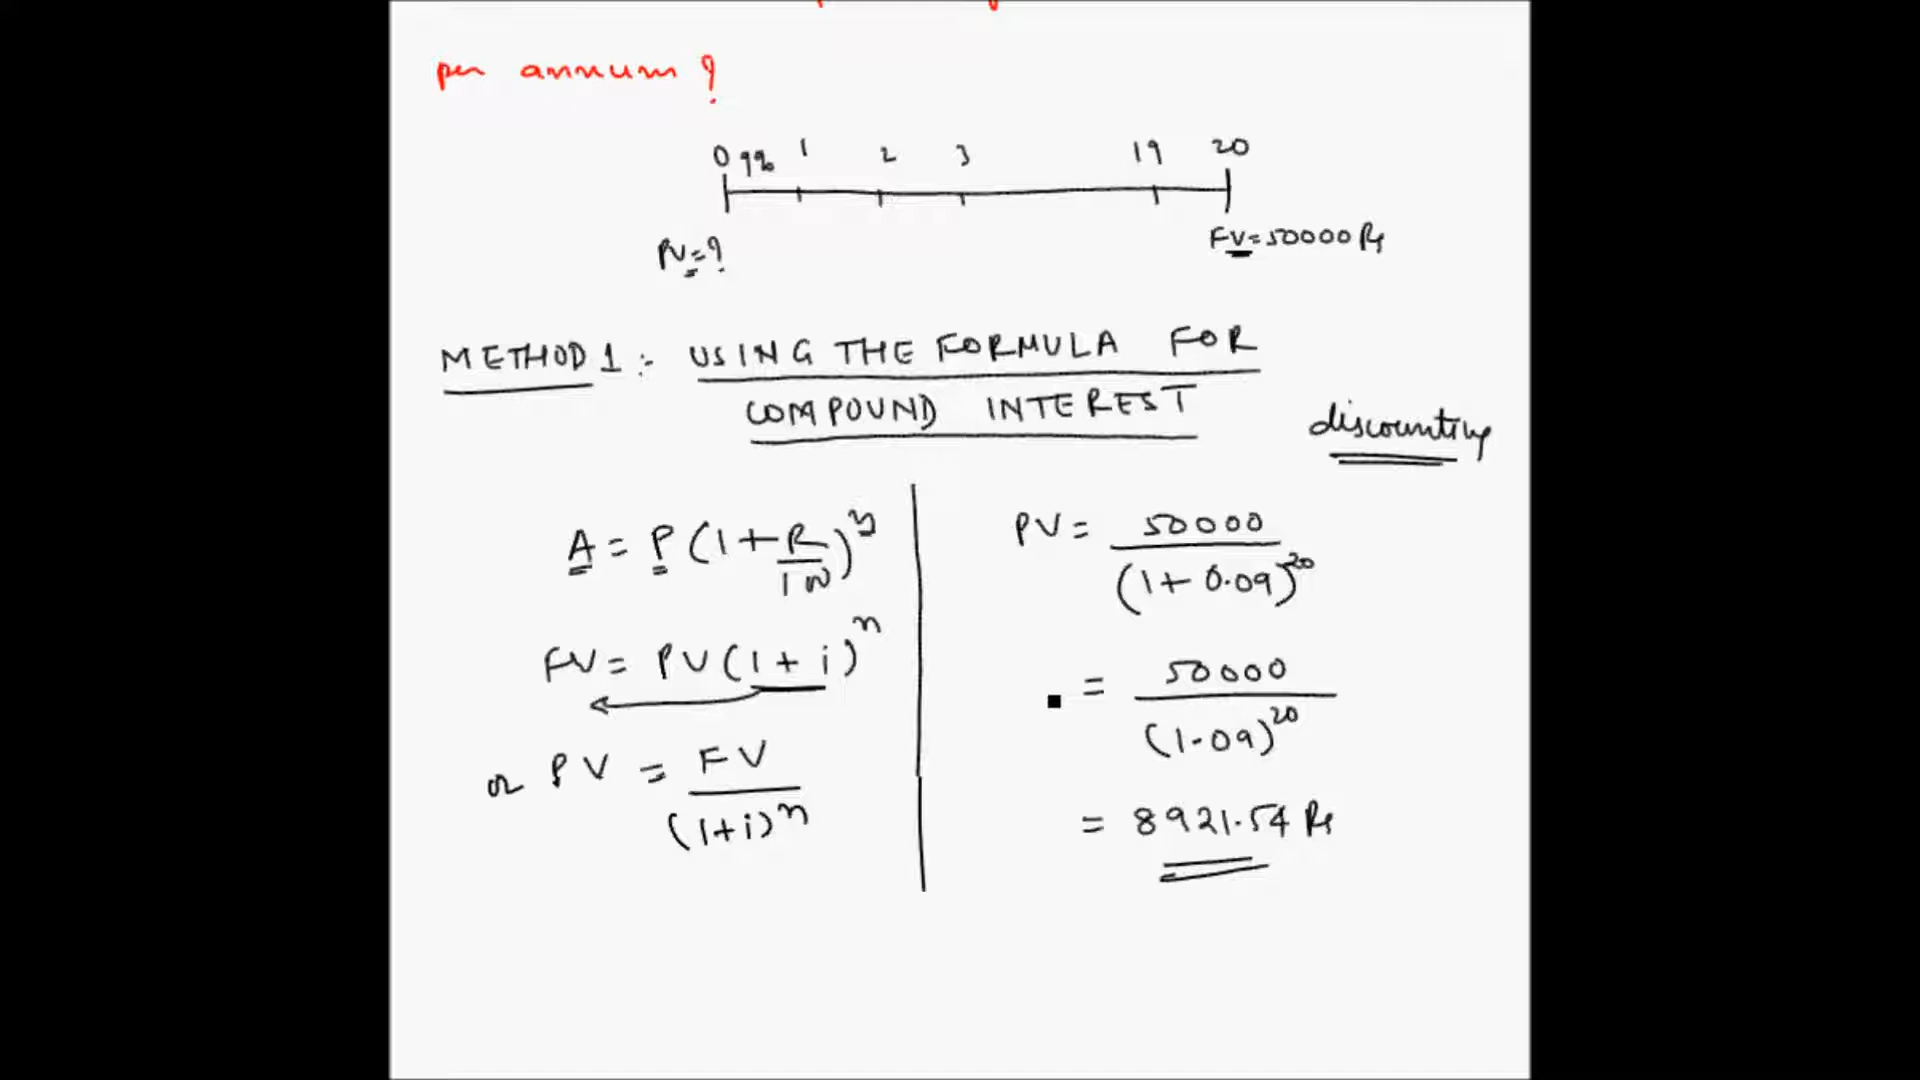 per annum?
0 9% 1 2 3 19 20
PV=? FV=50000 Rs
METHOD 1:- USING THE FORMULA FOR
COMPOUND INTEREST
discounting
A = P(1+R/100)^n
FV = PV(1+i)^n
or PV = FV/(1+i)^n
PV = 50000/(1+0.09)^20
= 50000/(1.09)^20
= 8921.54 Rs